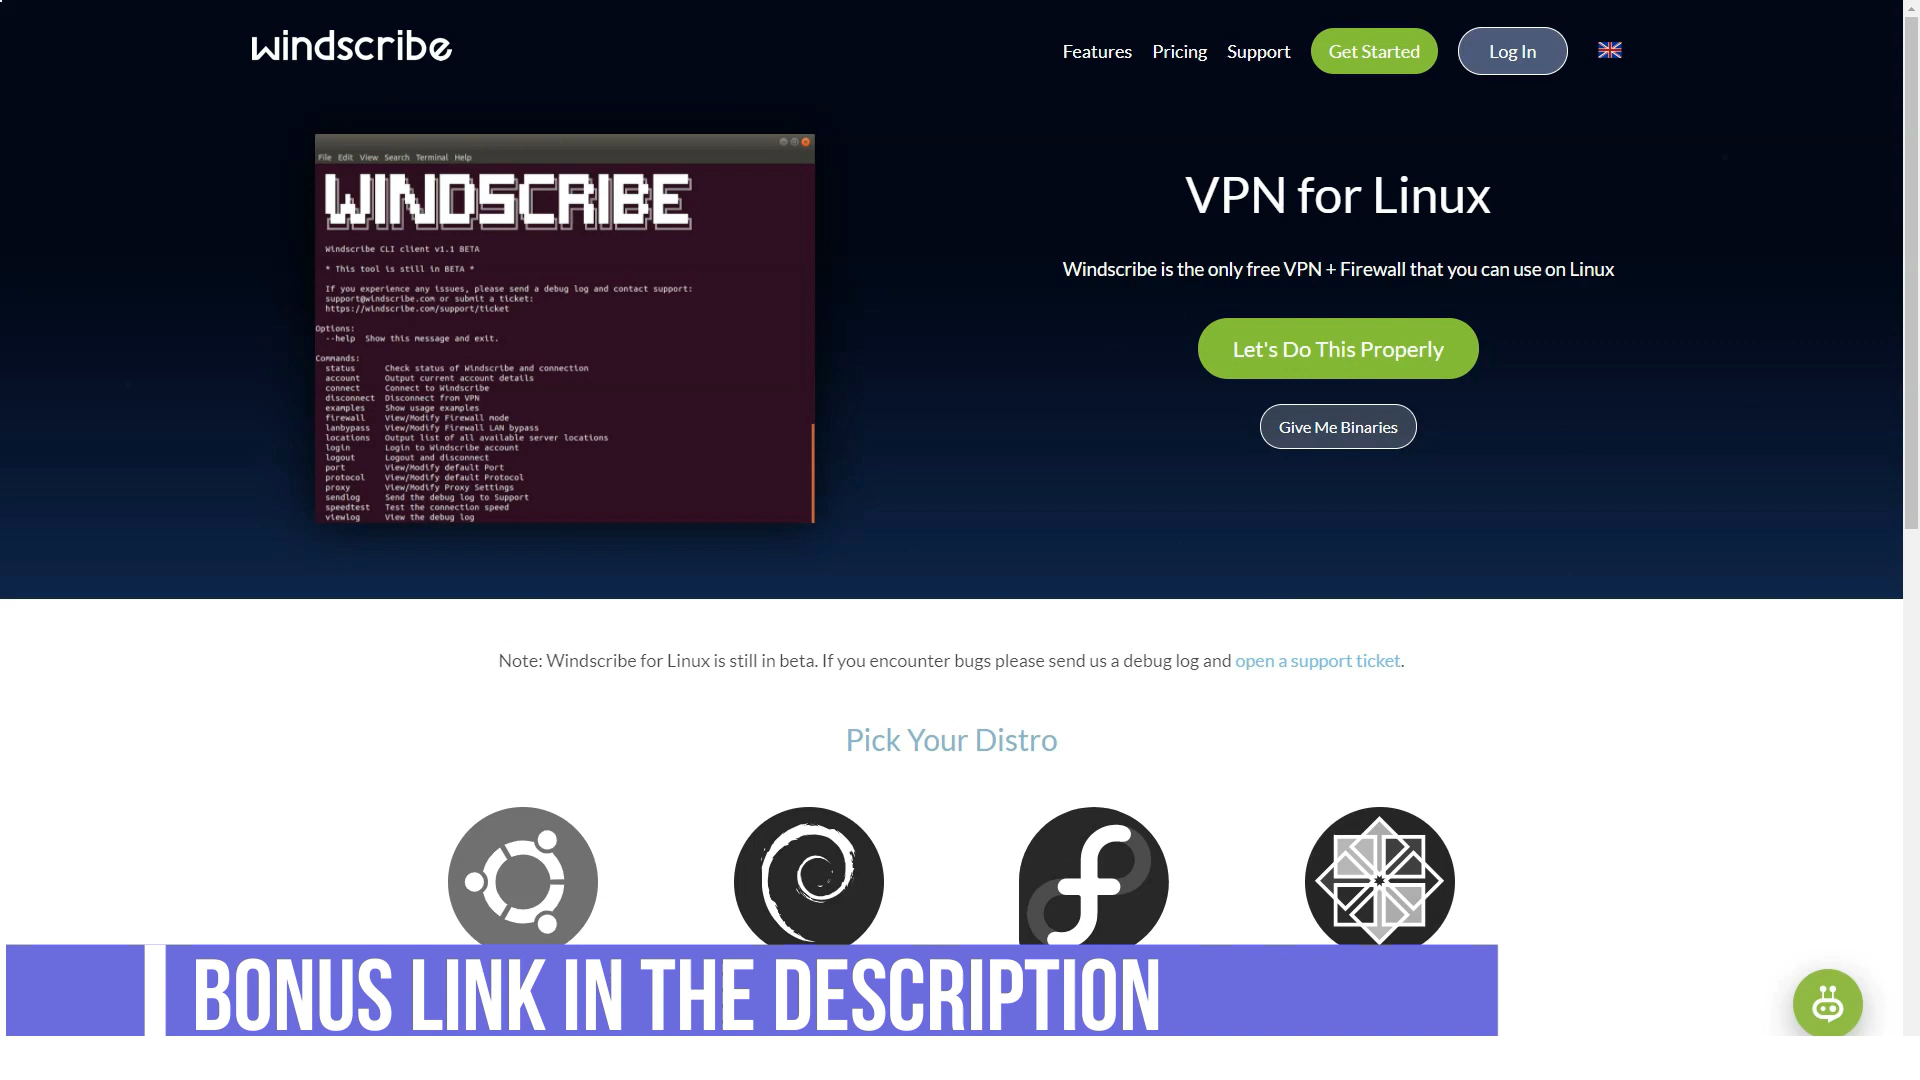 windscribe
Features Pricing Support Get Started Log In
File Edit View Search Terminal Help
WINDSCRIBE
Windscribe CLI client v1.1 BETA
* This tool is still in BETA *
If you experience any issues, please send a debug log and contact support:
support@windscribe.com or submit a ticket:
https://windscribe.com/support/ticket
Options:
--help Show this message and exit.
Commands:
status Check status of Windscribe and connection
account Output current account details
connect Connect to Windscribe
disconnect Disconnect from VPN
examples Show usage examples
firewall View/Modify Firewall mode
lanbypass View/Modify Firewall LAN bypass
locations Output list of all available server locations
login Login to Windscribe account
logout Logout and disconnect
port View/Modify default Port
protocol View/Modify default Protocol
proxy View/Modify Proxy Settings
sendlog Send the debug log to Support
speedtest Test the connection speed
viewlog View the debug log
VPN for Linux
Windscribe is the only free VPN + Firewall that you can use on Linux
Let's Do This Properly
Give Me Binaries
Note: Windscribe for Linux is still in beta. If you encounter bugs please send us a debug log and open a support ticket.
Pick Your Distro
BONUS LINK IN THE DESCRIPTION